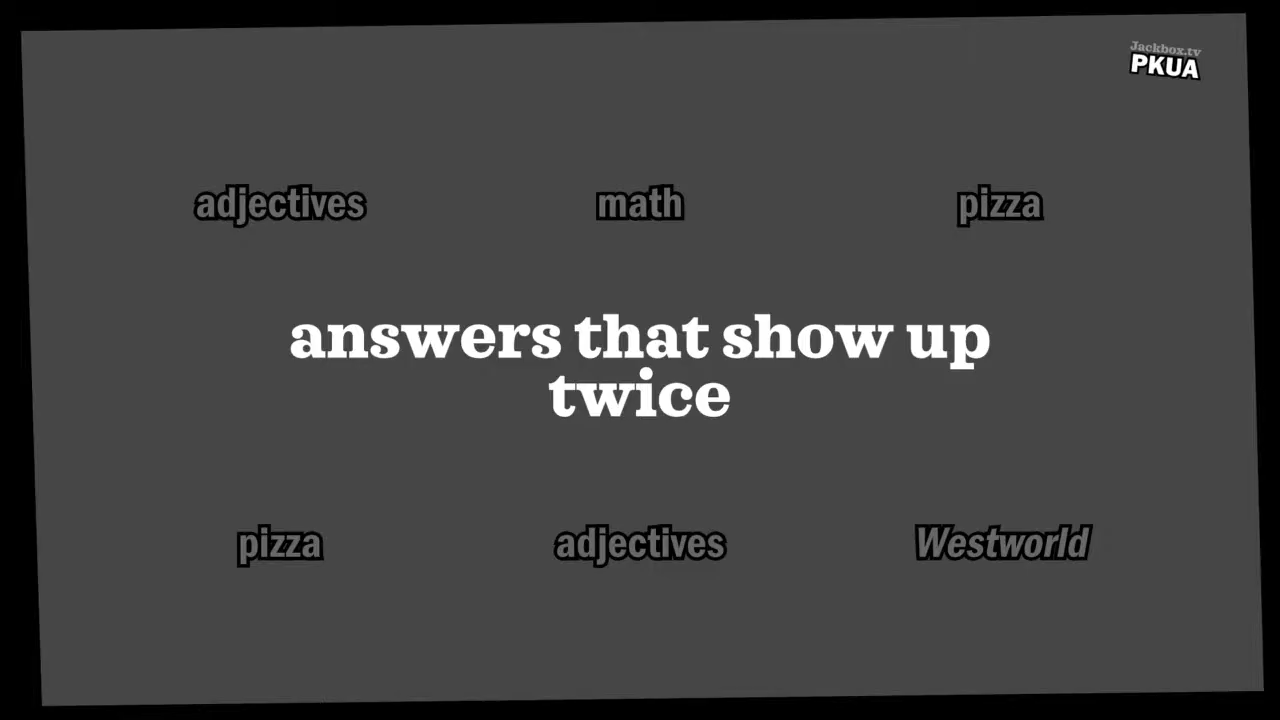 Jackbox.tv
PKUA
adjectives
math
pizza
answers that show up
twice
pizza
adjectives
Westworld